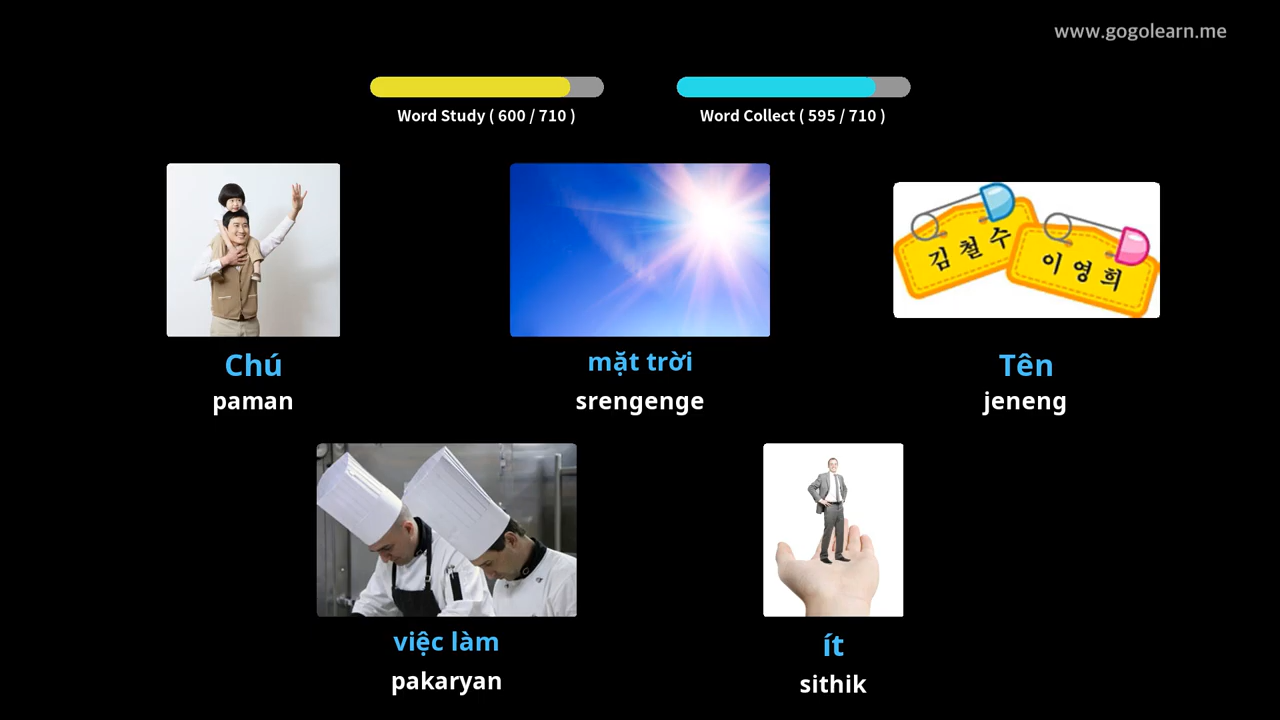 www.gogolearn.me
Word Study ( 600 / 710 )
Word Collect ( 595 / 710 )
김철수
이영희
Chú
paman
mặt trời
srengenge
Tên
jeneng
việc làm
pakaryan
ít
sithik